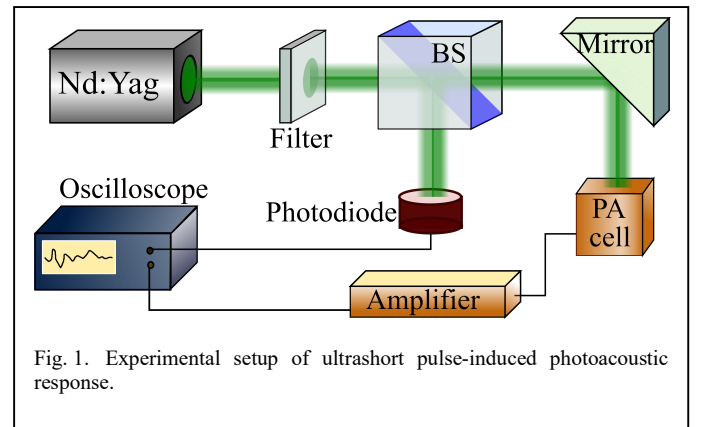 BS
Mirror
Nd:Yag
Filter
Oscilloscope
Photodiode
PA
cell
Amplifier
Fig. 1. Experimental setup of ultrashort pulse-induced photoacoustic
response.